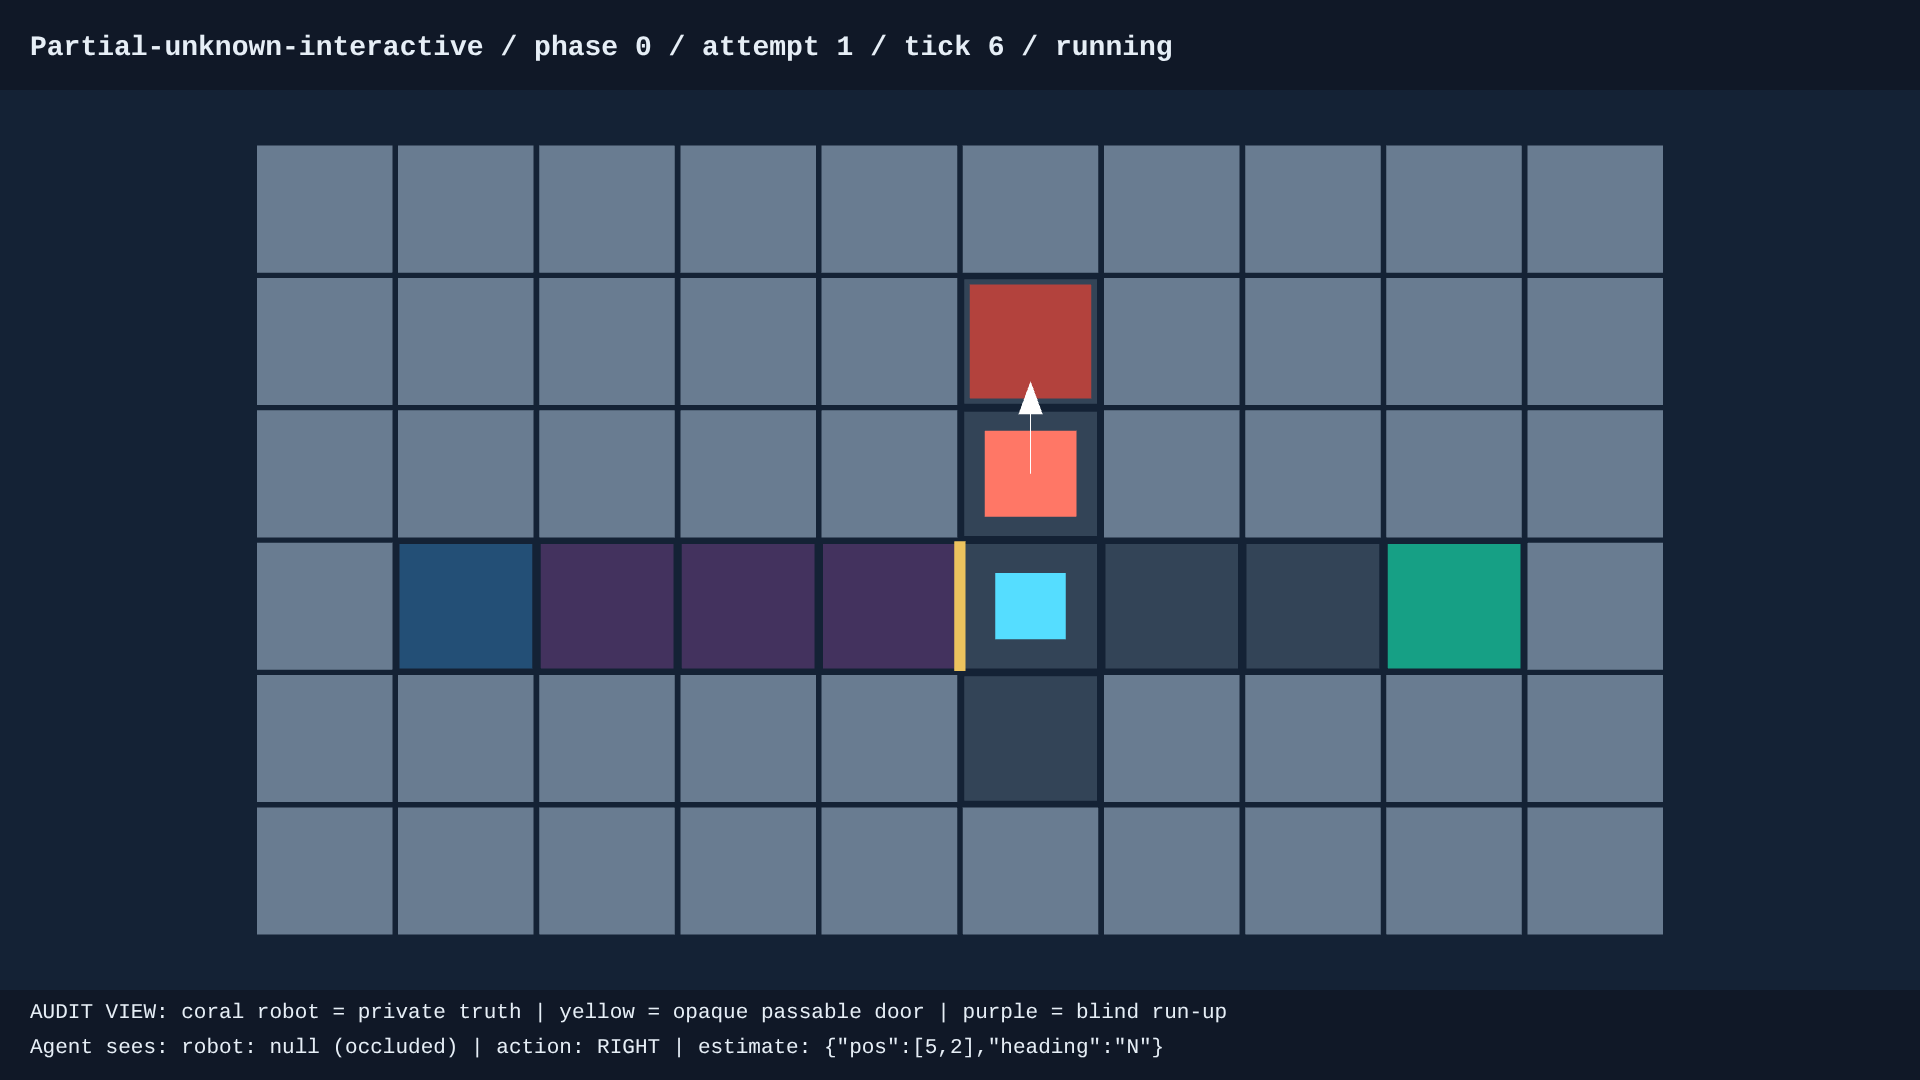 Partial-unknown-interactive / phase 0 / attempt 1 / tick 6 / running
AUDIT VIEW: coral robot = private truth | yellow = opaque passable door | purple = blind run-up
Agent sees: robot: null (occluded) | action: RIGHT | estimate: {"pos":[5,2],"heading":"N"}